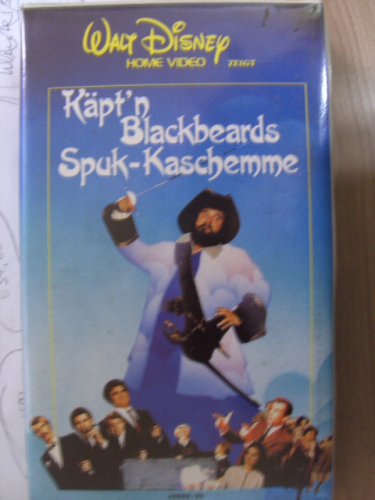 WALT DISNEY
HOME VIDEO ZEIGT
Käpt'n
Blackbeards
Spuk-Kaschemme